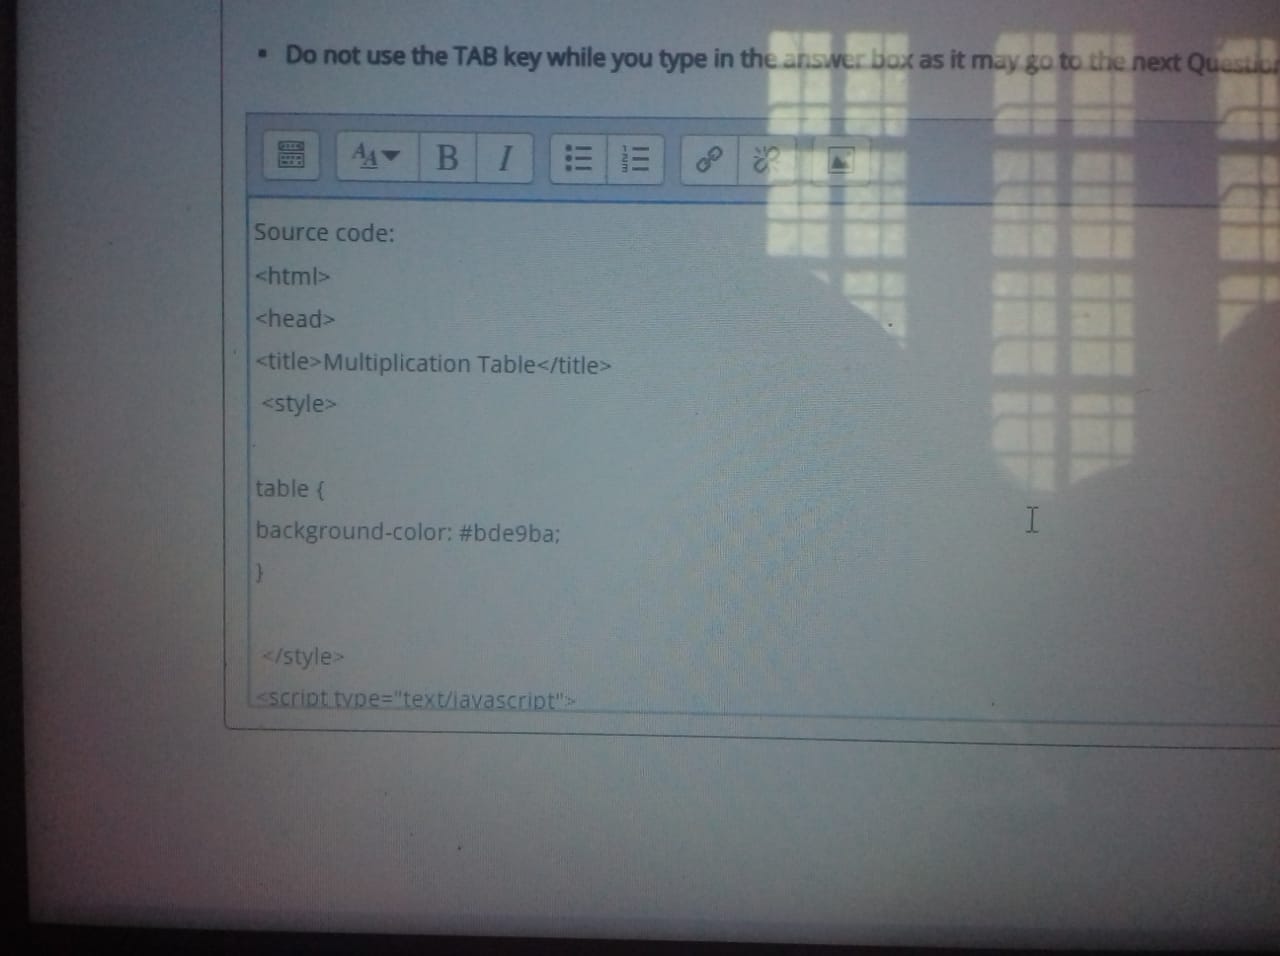 Do not use the TAB key while you type in the answer box as it may go to the next Question
B I
Source code:
<html>
<head>
<title>Multiplication Table</title>
<style>
table {
background-color: #bde9ba;
}
</style>
<script type="text/javascript">